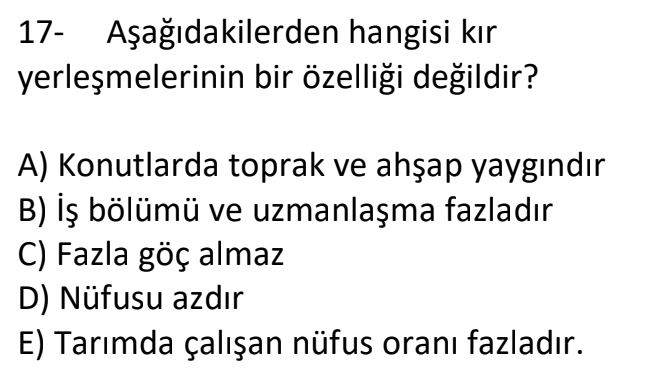 17- Aşağıdakilerden hangisi kır
yerleşmelerinin bir özelliği değildir?
A) Konutlarda toprak ve ahşap yaygındır
B) İş bölümü ve uzmanlaşma fazladır
C) Fazla göç almaz
D) Nüfusu azdır
E) Tarımda çalışan nüfus oranı fazladır.